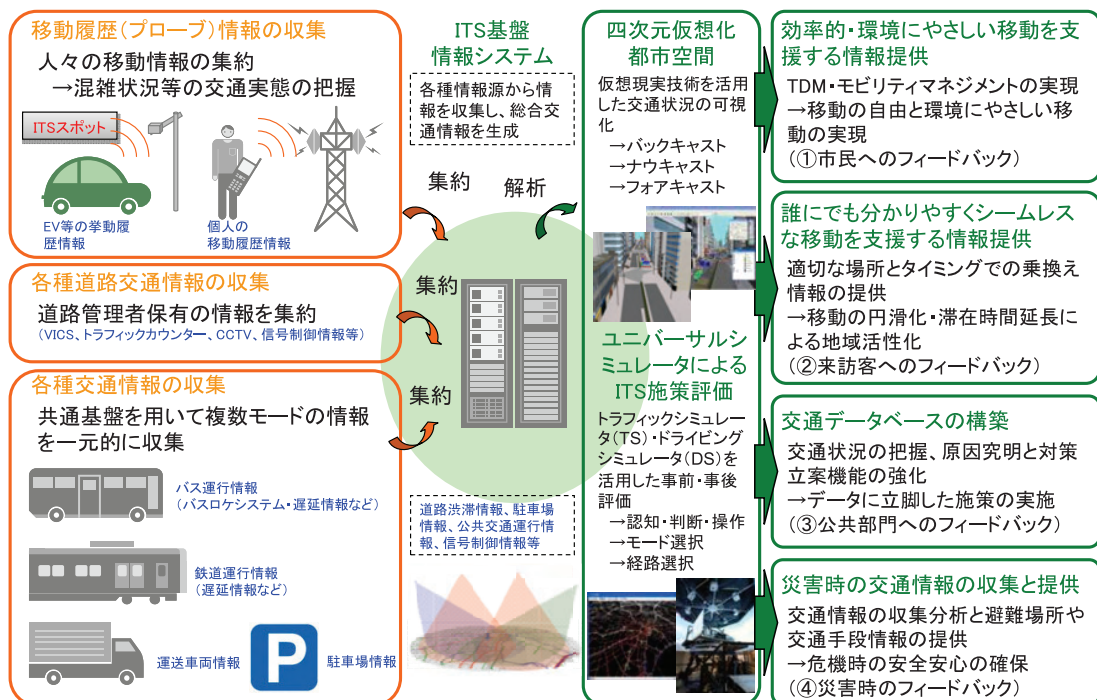 移動履歴(プローブ)情報の収集
人々の移動情報の集約
→混雑状況等の交通実態の把握
ITSスポット
EV等の挙動履
歴情報
個人の
移動履歴情報
各種道路交通情報の収集
道路管理者保有の情報を集約
(VICS、トラフィックカウンター、CCTV、信号制御情報等)
各種交通情報の収集
共通基盤を用いて複数モードの情報
を一元的に収集
バス運行情報
(バスロケシステム・遅延情報など)
鉄道運行情報
(遅延情報など)
運送車両情報
P
駐車場情報
ITS基盤
情報システム
各種情報源から情
報を収集し、総合交
通情報を生成
集約
解析
集約
集約
道路渋滞情報、駐車場
情報、公共交通運行情
報、信号制御情報等
四次元仮想化
都市空間
仮想現実技術を活用
した交通状況の可視
化
→バックキャスト
→ナウキャスト
→フォアキャスト
ユニバーサルシ
ミュレータによる
ITS施策評価
トラフィックシミュレー
タ(TS)・ドライビング
シミュレータ(DS)を
活用した事前・事後
評価
→認知・判断・操作
→モード選択
→経路選択
効率的・環境にやさしい移動を支
援する情報提供
TDM・モビリティマネジメントの実現
→移動の自由と環境にやさしい移
動の実現
(①市民へのフィードバック)
誰にでも分かりやすくシームレス
な移動を支援する情報提供
適切な場所とタイミングでの乗換え
情報の提供
→移動の円滑化・滞在時間延長に
よる地域活性化
(②来訪客へのフィードバック)
交通データベースの構築
交通状況の把握、原因究明と対策
立案機能の強化
→データに立脚した施策の実施
(③公共部門へのフィードバック)
災害時の交通情報の収集と提供
交通情報の収集分析と避難場所や
交通手段情報の提供
→危機時の安全安心の確保
(④災害時のフィードバック)